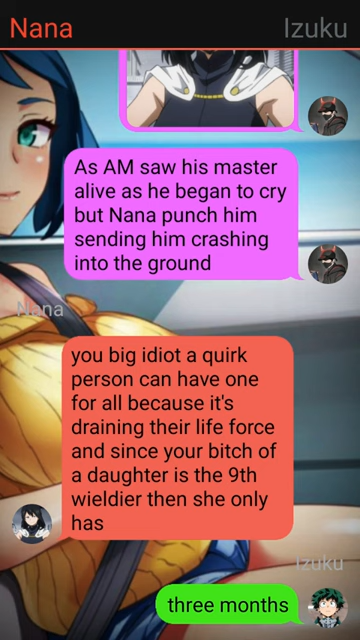 Nana Izuku
As AM saw his master
alive as he began to cry
but Nana punch him
sending him crashing
into the ground
Nana
you big idiot a quirk
person can have one
for all because it's
draining their life force
and since your bitch of
a daughter is the 9th
wieldier then she only
has
Izuku
three months